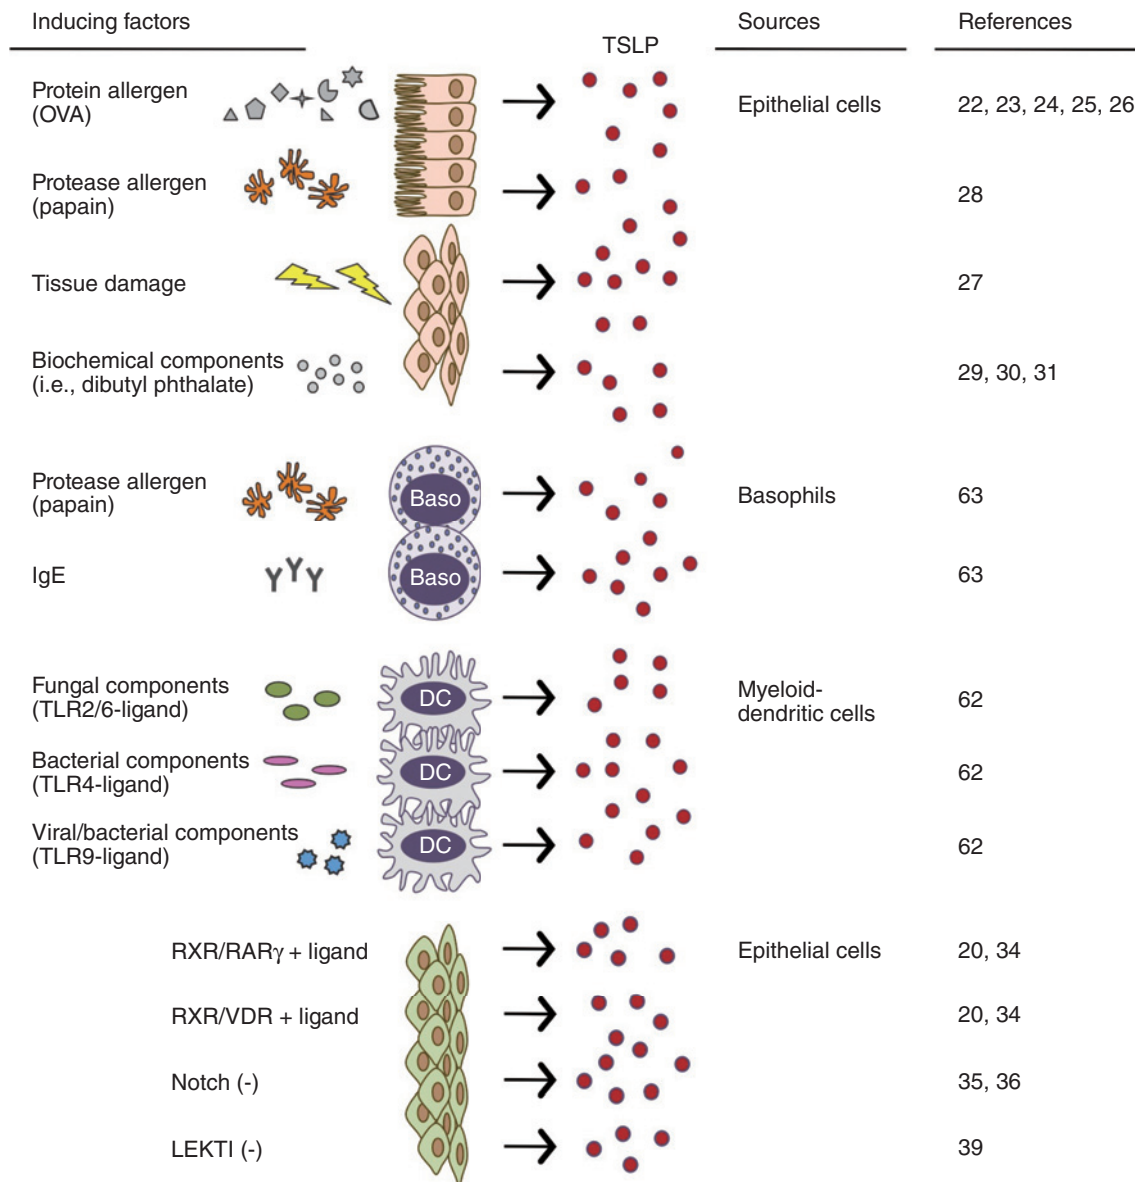 Inducing factors
TSLP
Sources
References
Protein allergen
(OVA)
Epithelial cells
22, 23, 24, 25, 26
Protease allergen
(papain)
28
Tissue damage
27
Biochemical components
(i.e., dibutyl phthalate)
29, 30, 31
Protease allergen
(papain)
Baso
Basophils
63
IgE
Baso
63
Fungal components
(TLR2/6-ligand)
DC
Myeloid-
dendritic cells
62
Bacterial components
(TLR4-ligand)
DC
62
Viral/bacterial components
(TLR9-ligand)
DC
62
RXR/RARγ + ligand
Epithelial cells
20, 34
RXR/VDR + ligand
20, 34
Notch (-)
35, 36
LEKTI (-)
39